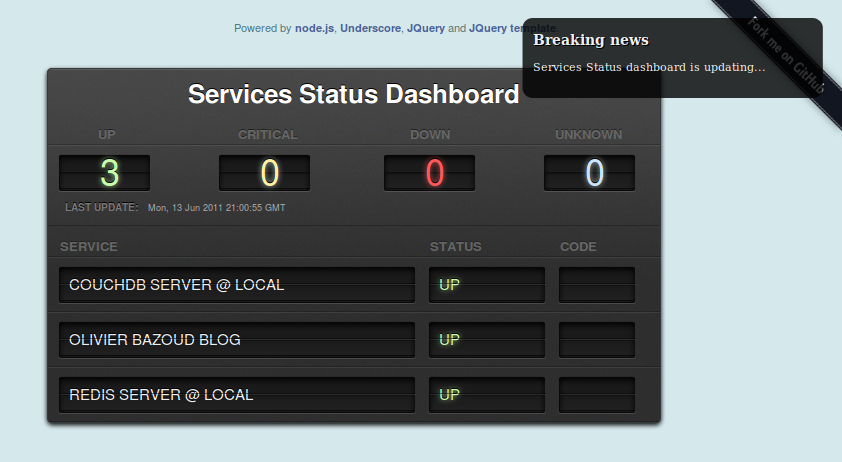 Powered by node.js, Underscore, JQuery and JQuery template
Fork me on GitHub
Breaking news
Services Status dashboard is updating...
Services Status Dashboard
UP CRITICAL DOWN UNKNOWN
3 0 0 0
LAST UPDATE: Mon, 13 Jun 2011 21:00:55 GMT
SERVICE STATUS CODE
COUCHDB SERVER @ LOCAL UP
OLIVIER BAZOUD BLOG UP
REDIS SERVER @ LOCAL UP